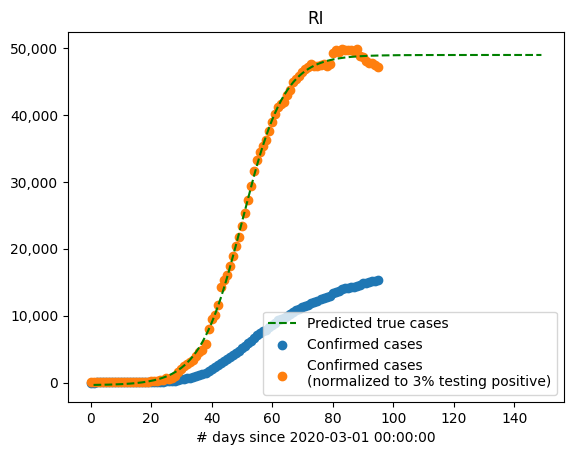 RI
50,000
40,000
30,000
20,000
10,000
0
Predicted true cases
Confirmed cases
Confirmed cases
(normalized to 3% testing positive)
0 20 40 60 80 100 120 140
# days since 2020-03-01 00:00:00